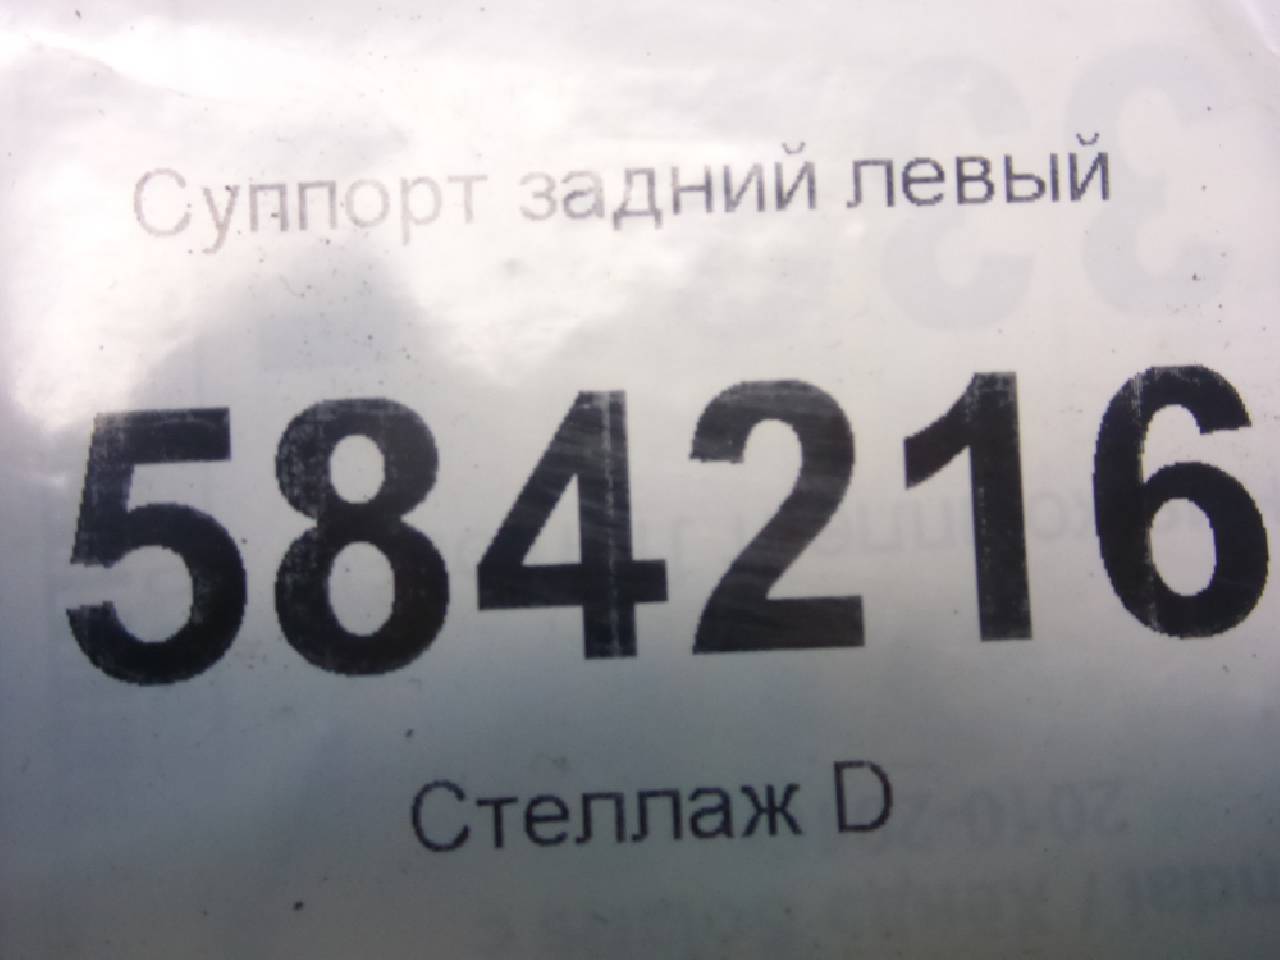 Суппорт задний левый
584216
Стеллаж D